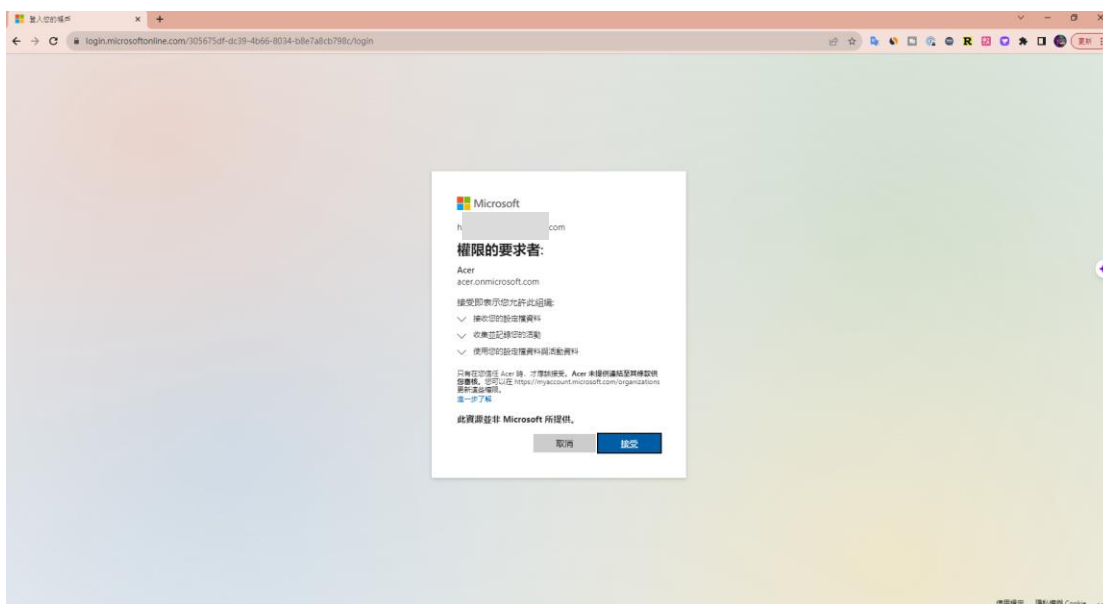 登入您的帳戶
login.microsoftonline.com/305675df-dc39-4b66-8034-b8e7a8cb798c/login
更新
Microsoft
h com
權限的要求者:
Acer
acer.onmicrosoft.com
接受即表示您允許此組織:
接收您的設定檔資料
收集並記錄您的活動
使用您的設定檔資料與活動資料
只有在您信任 Acer 時，才應該接受。Acer 未提供連結至其條款供
您審核。您可以在 https://myaccount.microsoft.com/organizations
更新這些權限。
進一步了解
此資源並非 Microsoft 所提供。
取消 接受